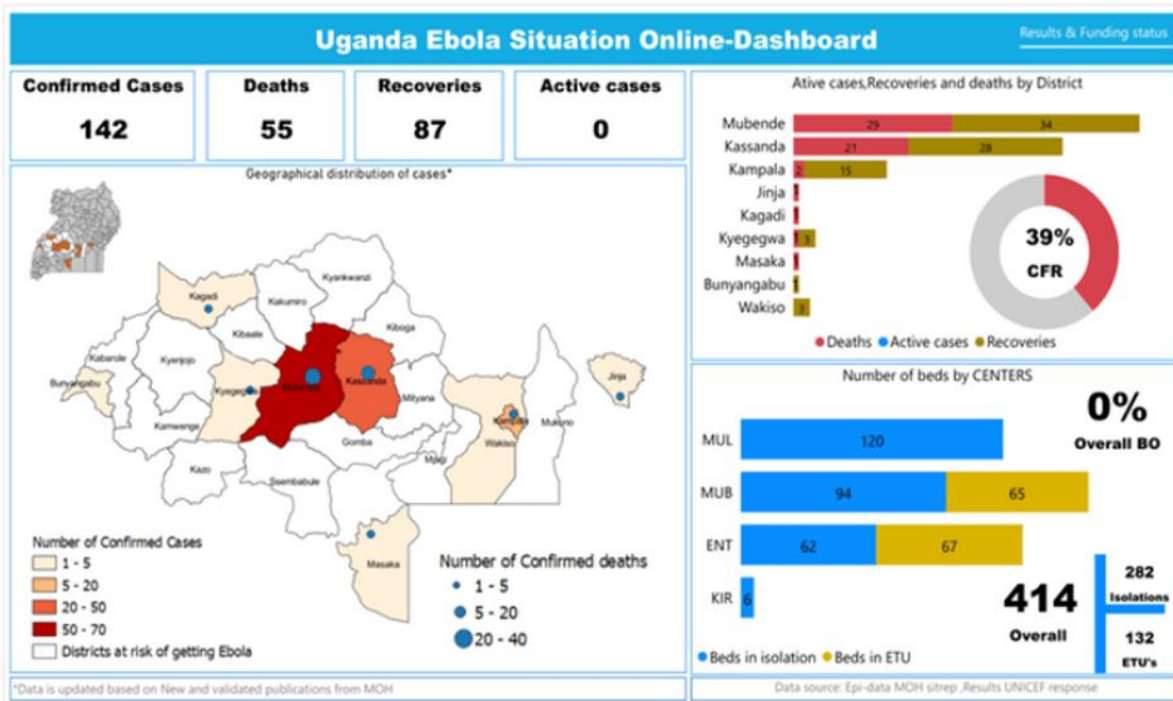 Uganda Ebola Situation Online-Dashboard
Results & Funding status
Confirmed Cases
142
Deaths
55
Recoveries
87
Active cases
0
Geographical distribution of cases*
Kagadi
Kyankwanzi
Kakumiro
Kibaale
Kiboga
Kabarole
Kyenjojo
Bunyangabu
Kyegegwa
Kassanda
Mityana
Kamwenge
Gomba
Kampala
Wakiso
Mukono
Jinja
Kazo
Ssembabule
Mpigi
Masaka
Number of Confirmed Cases
1 - 5
5 - 20
20 - 50
50 - 70
Districts at risk of getting Ebola
Number of Confirmed deaths
1 - 5
5 - 20
20 - 40
*Data is updated based on New and validated publications from MOH
Ative cases,Recoveries and deaths by District
Mubende 29 34
Kassanda 21 28
Kampala 2 15
Jinja 1
Kagadi 1
Kyegegwa 1 3
Masaka 1
Bunyangabu 1
Wakiso 3
39%
CFR
Deaths Active cases Recoveries
Number of beds by CENTERS
0%
Overall BO
MUL 120
MUB 94 65
ENT 62 67
KIR 6
414
Overall
282
Isolations
132
ETU's
Beds in isolation Beds in ETU
Data source: Epi-data MOH sitrep ,Results UNICEF response